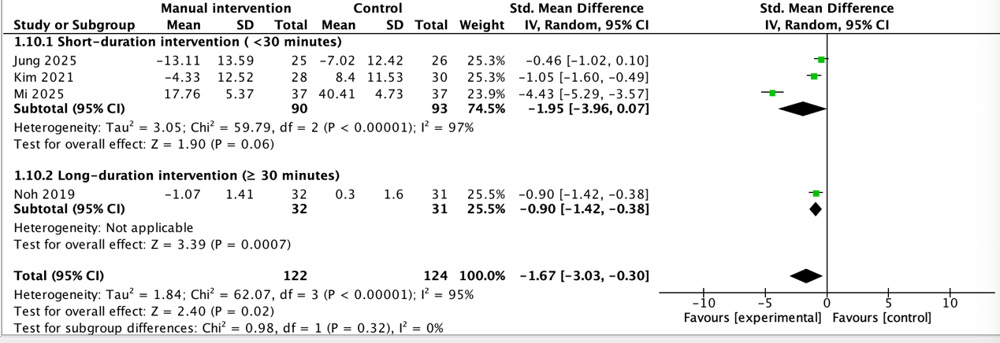 Manual intervention Control Std. Mean Difference Std. Mean Difference
Study or Subgroup Mean SD Total Mean SD Total Weight IV, Random, 95% CI IV, Random, 95% CI
1.10.1 Short-duration intervention ( <30 minutes)
Jung 2025 −13.11 13.59 25 −7.02 12.42 26 25.3% −0.46 [−1.02, 0.10]
Kim 2021 −4.33 12.52 28 8.4 11.53 30 25.3% −1.05 [−1.60, −0.49]
Mi 2025 17.76 5.37 37 40.41 4.73 37 23.9% −4.43 [−5.29, −3.57]
Subtotal (95% CI) 90 93 74.5% −1.95 [−3.96, 0.07]
Heterogeneity: Tau² = 3.05; Chi² = 59.79, df = 2 (P < 0.00001); I² = 97%
Test for overall effect: Z = 1.90 (P = 0.06)
1.10.2 Long-duration intervention (≥ 30 minutes)
Noh 2019 −1.07 1.41 32 0.3 1.6 31 25.5% −0.90 [−1.42, −0.38]
Subtotal (95% CI) 32 31 25.5% −0.90 [−1.42, −0.38]
Heterogeneity: Not applicable
Test for overall effect: Z = 3.39 (P = 0.0007)
Total (95% CI) 122 124 100.0% −1.67 [−3.03, −0.30]
Heterogeneity: Tau² = 1.84; Chi² = 62.07, df = 3 (P < 0.00001); I² = 95%
Test for overall effect: Z = 2.40 (P = 0.02)
Test for subgroup differences: Chi² = 0.98, df = 1 (P = 0.32), I² = 0%
−10 −5 0 5 10
Favours [experimental] Favours [control]